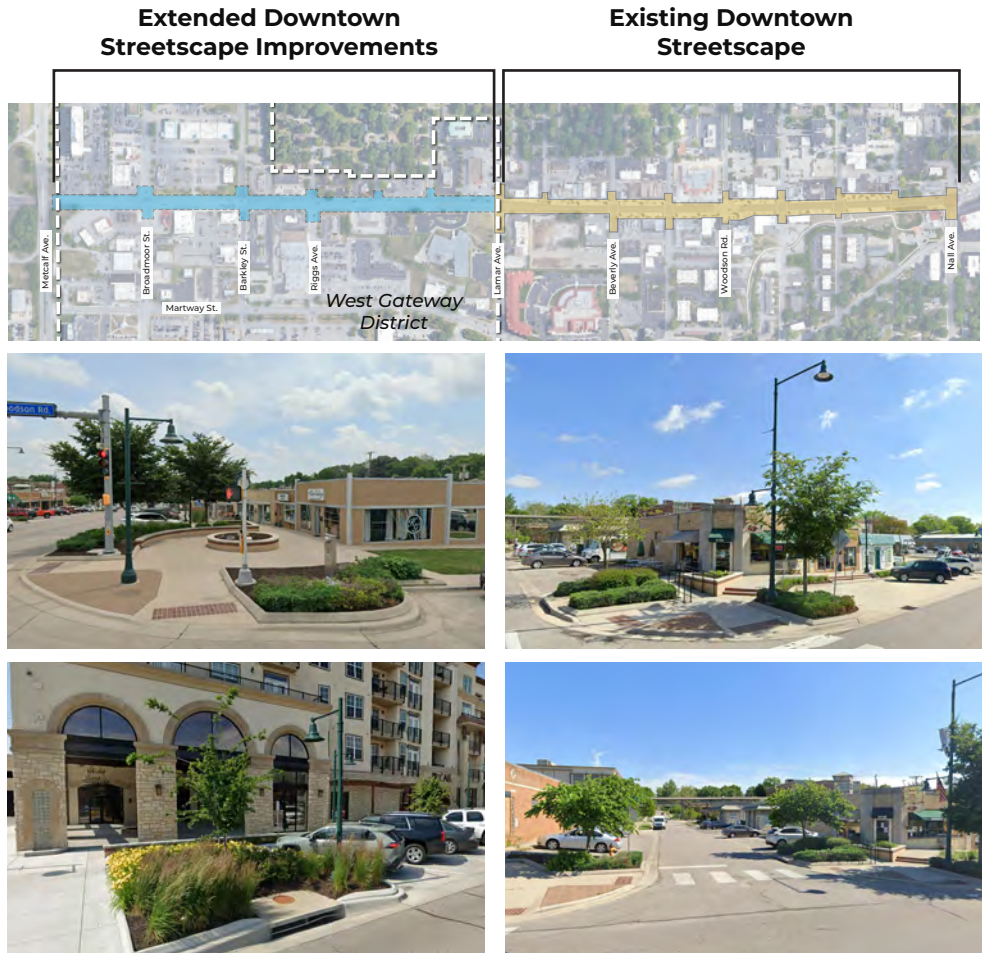 Extended Downtown
Streetscape Improvements
Existing Downtown
Streetscape
Metcalf Ave.
Broadmoor St.
Barkley St.
Riggs Ave.
Lamar Ave.
Beverly Ave.
Woodson Rd.
Nall Ave.
Martway St.
West Gateway
District
odson Rd